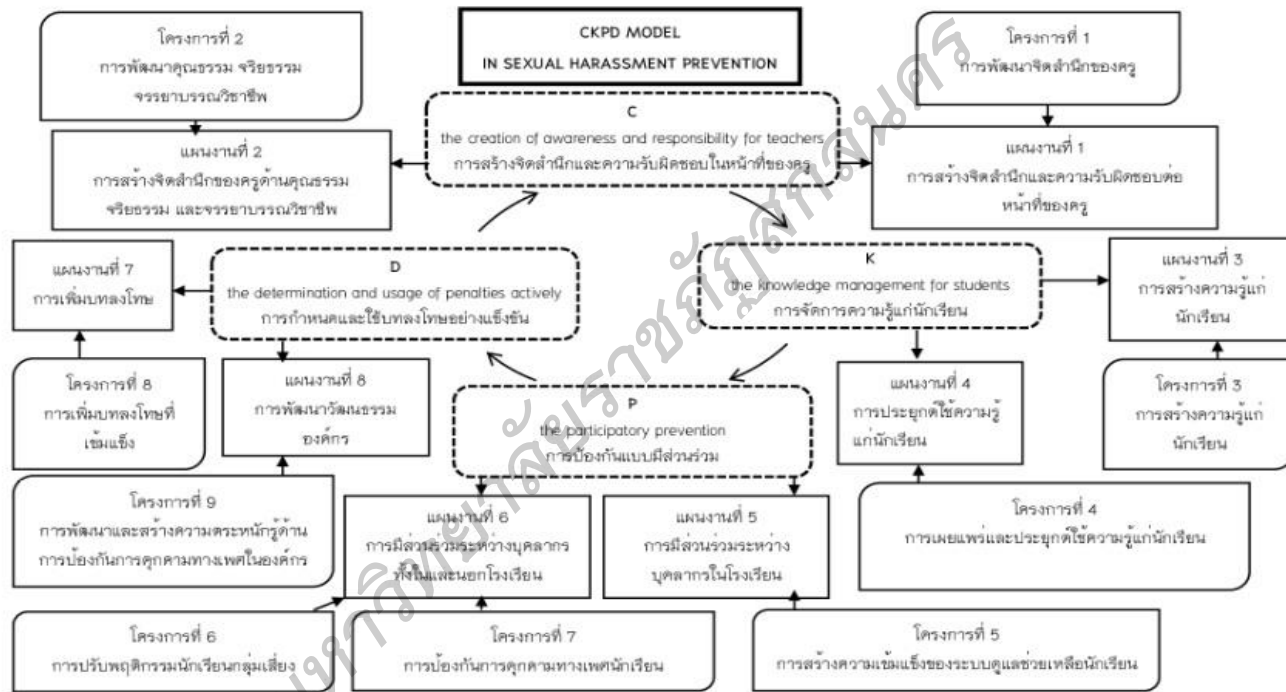 CKPD MODEL
IN SEXUAL HARASSMENT PREVENTION
โครงการที่ 2
การพัฒนาคุณธรรม จริยธรรม
จรรยาบรรณวิชาชีพ
โครงการที่ 1
การพัฒนาจิตสำนึกของครู
C
the creation of awareness and responsibility for teachers
การสร้างจิตสำนึกและความรับผิดชอบในหน้าที่ของครู
แผนงานที่ 2
การสร้างจิตสำนึกของครูด้านคุณธรรม
จริยธรรม และจรรยาบรรณวิชาชีพ
แผนงานที่ 1
การสร้างจิตสำนึกและความรับผิดชอบต่อ
หน้าที่ของครู
แผนงานที่ 7
การเพิ่มบทลงโทษ
D
the determination and usage of penalties actively
การกำหนดและใช้บทลงโทษอย่างแข็งขัน
K
the knowledge management for students
การจัดการความรู้แก่นักเรียน
แผนงานที่ 3
การสร้างความรู้แก่
นักเรียน
โครงการที่ 8
การเพิ่มบทลงโทษที่
เข้มแข็ง
แผนงานที่ 8
การพัฒนาวัฒนธรรม
องค์กร
P
the participatory prevention
การป้องกันแบบมีส่วนร่วม
แผนงานที่ 4
การประยุกต์ใช้ความรู้
แก่นักเรียน
โครงการที่ 3
การสร้างความรู้แก่
นักเรียน
โครงการที่ 9
การพัฒนาและสร้างความตระหนักรู้ด้าน
การป้องกันการคุกคามทางเพศในองค์กร
แผนงานที่ 6
การมีส่วนร่วมระหว่างบุคลากร
ทั้งในและนอกโรงเรียน
แผนงานที่ 5
การมีส่วนร่วมระหว่าง
บุคลากรในโรงเรียน
โครงการที่ 4
การเผยแพร่และประยุกต์ใช้ความรู้แก่นักเรียน
โครงการที่ 6
การปรับพฤติกรรมนักเรียนกลุ่มเสี่ยง
โครงการที่ 7
การป้องกันการคุกคามทางเพศนักเรียน
โครงการที่ 5
การสร้างความเข้มแข็งของระบบดูแลช่วยเหลือนักเรียน
มหาวิทยาลัยราชภัฏสกลนคร